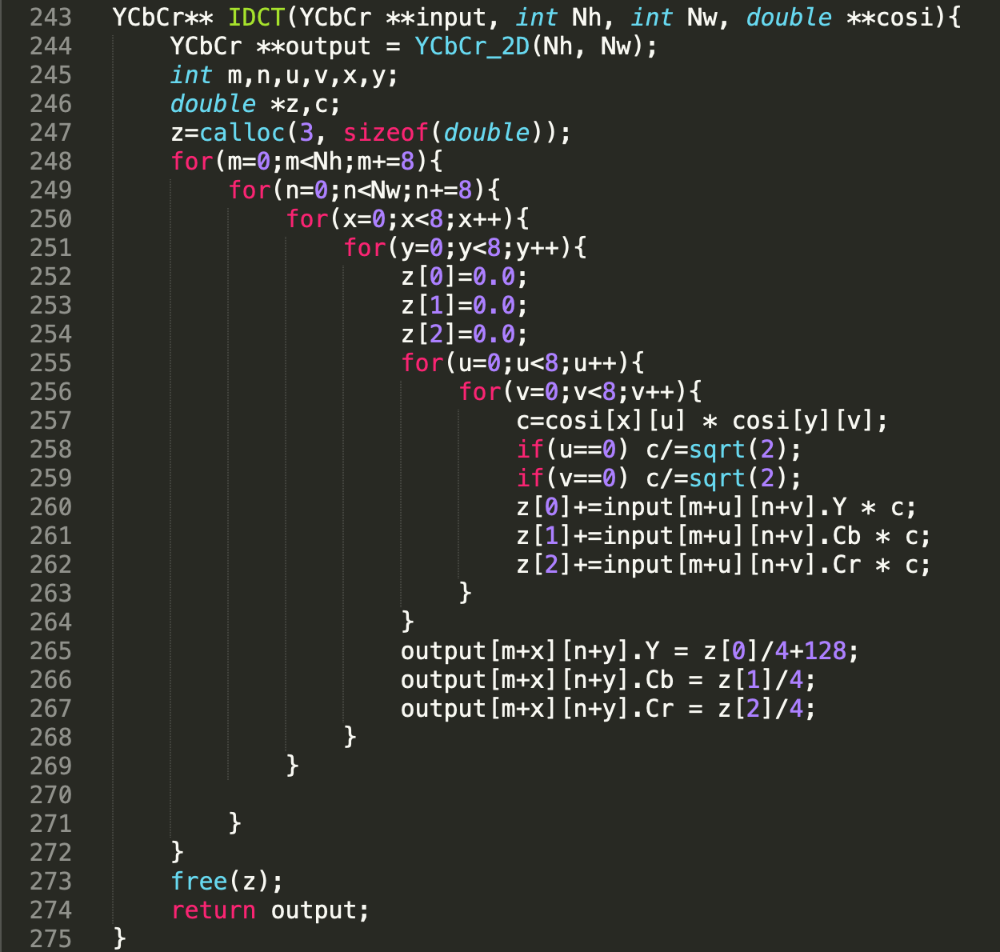 243 YCbCr** IDCT(YCbCr **input, int Nh, int Nw, double **cosi){
244     YCbCr **output = YCbCr_2D(Nh, Nw);
245     int m,n,u,v,x,y;
246     double *z,c;
247     z=calloc(3, sizeof(double));
248     for(m=0;m<Nh;m+=8){
249         for(n=0;n<Nw;n+=8){
250             for(x=0;x<8;x++){
251                 for(y=0;y<8;y++){
252                     z[0]=0.0;
253                     z[1]=0.0;
254                     z[2]=0.0;
255                     for(u=0;u<8;u++){
256                         for(v=0;v<8;v++){
257                             c=cosi[x][u] * cosi[y][v];
258                             if(u==0) c/=sqrt(2);
259                             if(v==0) c/=sqrt(2);
260                             z[0]+=input[m+u][n+v].Y * c;
261                             z[1]+=input[m+u][n+v].Cb * c;
262                             z[2]+=input[m+u][n+v].Cr * c;
263                         }
264                     }
265                     output[m+x][n+y].Y = z[0]/4+128;
266                     output[m+x][n+y].Cb = z[1]/4;
267                     output[m+x][n+y].Cr = z[2]/4;
268                 }
269             }
270
271         }
272     }
273     free(z);
274     return output;
275 }